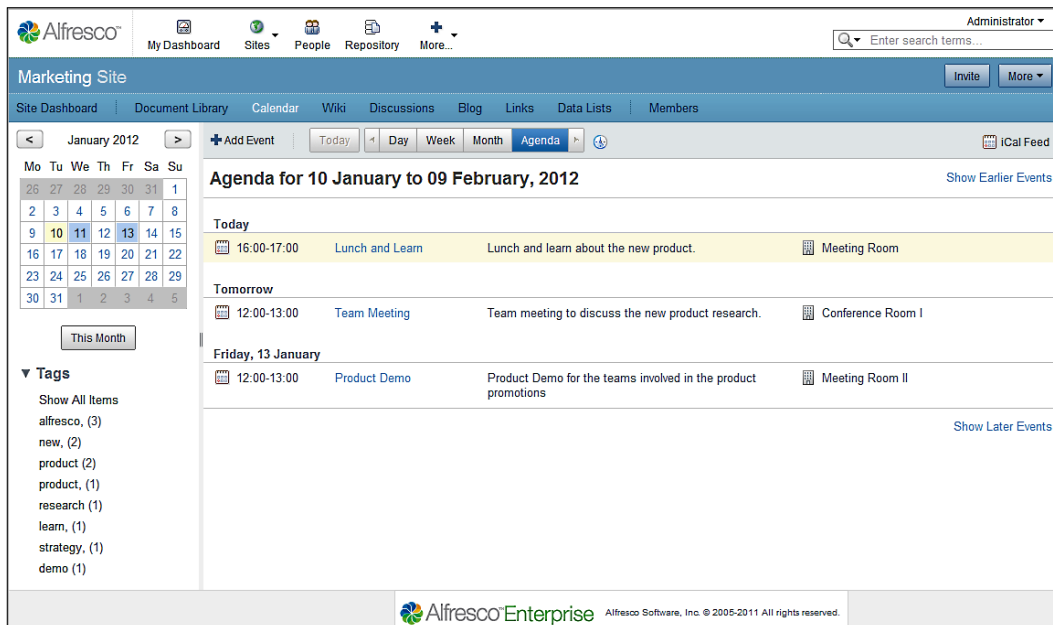 Alfresco™
My Dashboard Sites People Repository More...
Administrator
Enter search terms...
Marketing Site
Invite More
Site Dashboard Document Library Calendar Wiki Discussions Blog Links Data Lists Members
< January 2012 >
Mo Tu We Th Fr Sa Su
26 27 28 29 30 31 1
2 3 4 5 6 7 8
9 10 11 12 13 14 15
16 17 18 19 20 21 22
23 24 25 26 27 28 29
30 31 1 2 3 4 5
This Month
Tags
Show All Items
alfresco, (3)
new, (2)
product (2)
product, (1)
research (1)
learn, (1)
strategy, (1)
demo (1)
Add Event Today Day Week Month Agenda iCal Feed
Agenda for 10 January to 09 February, 2012 Show Earlier Events
Today
16:00-17:00 Lunch and Learn Lunch and learn about the new product. Meeting Room
Tomorrow
12:00-13:00 Team Meeting Team meeting to discuss the new product research. Conference Room I
Friday, 13 January
12:00-13:00 Product Demo Product Demo for the teams involved in the product Meeting Room II
promotions
Show Later Events
Alfresco™ Enterprise Alfresco Software, Inc. © 2005-2011 All rights reserved.